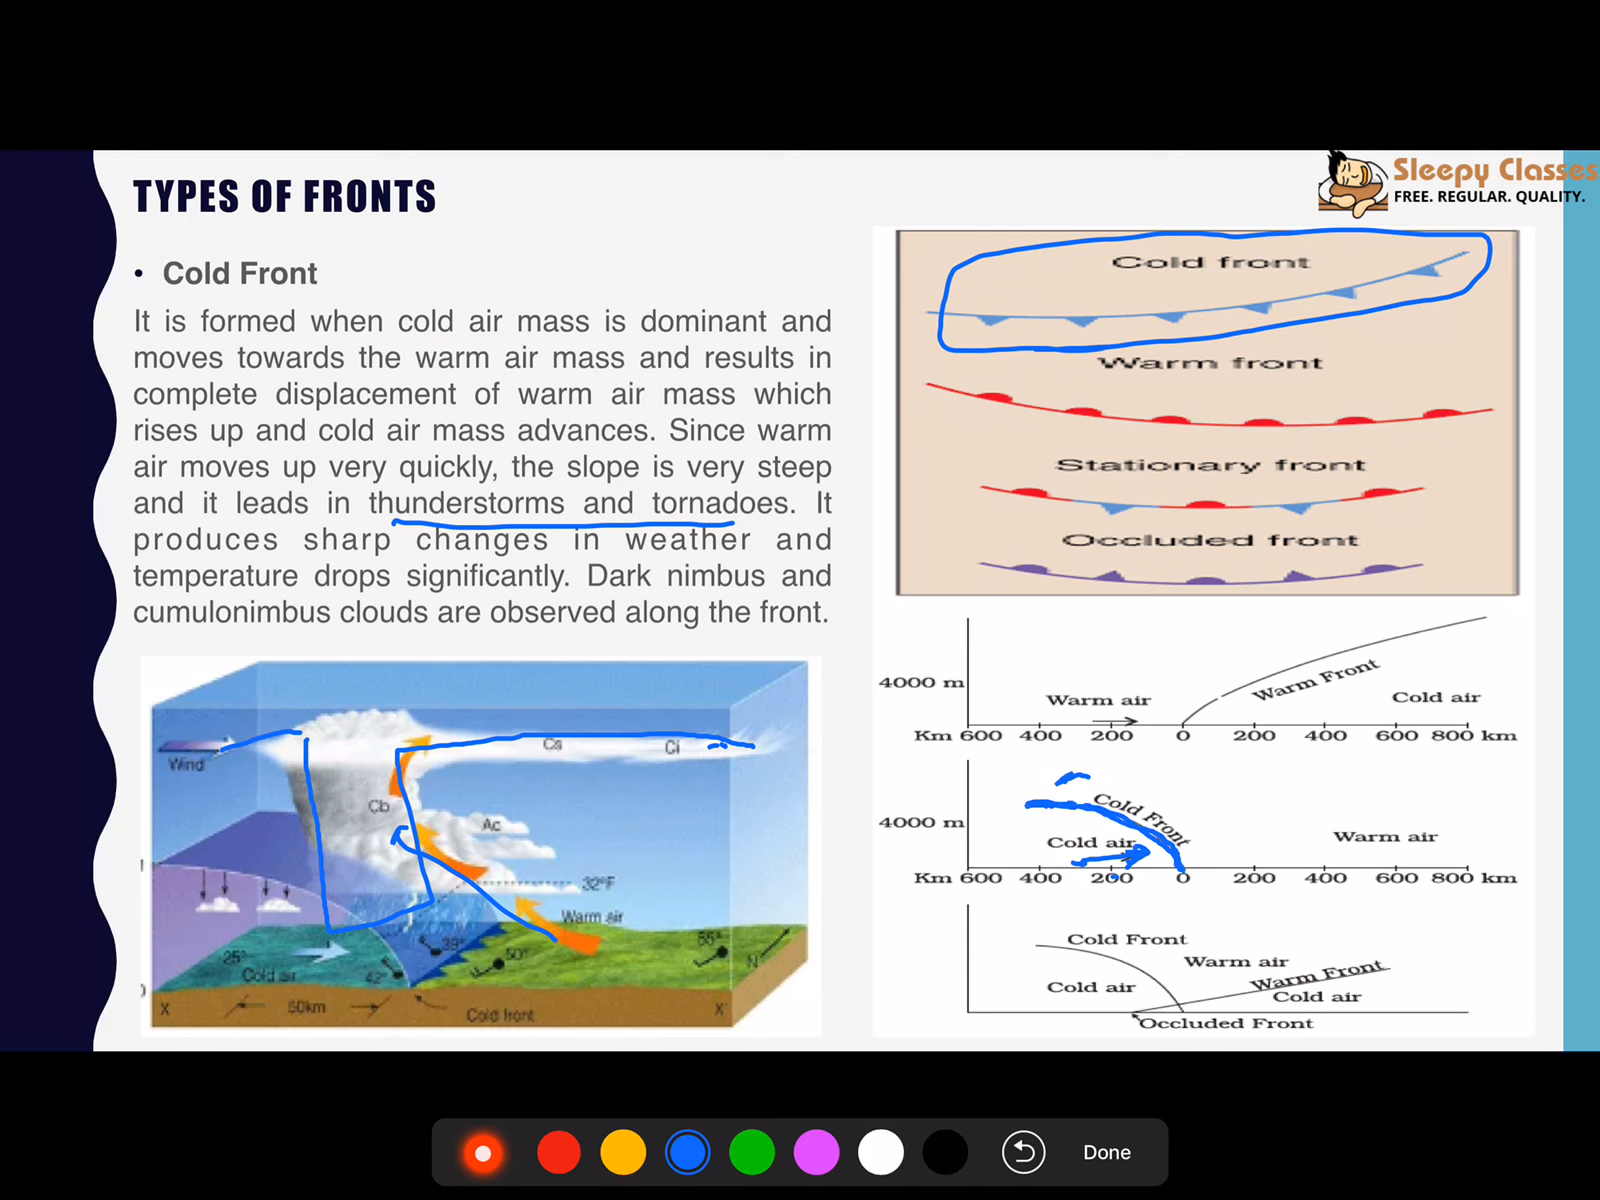 Sleepy Classes
FREE. REGULAR. QUALITY.
TYPES OF FRONTS
• Cold Front
It is formed when cold air mass is dominant and
moves towards the warm air mass and results in
complete displacement of warm air mass which
rises up and cold air mass advances. Since warm
air moves up very quickly, the slope is very steep
and it leads in thunderstorms and tornadoes. It
produces sharp changes in weather and
temperature drops significantly. Dark nimbus and
cumulonimbus clouds are observed along the front.
Wind
Cs
Ci
Cb
Ac
32°F
Warm air
25°
Cold air
39°
42°
50°
55°
N
X
50km
Cold front
X
Cold front
Warm front
Stationary front
Occluded front
4000 m
Warm air
Warm Front
Cold air
Km 600 400 200 0 200 400 600 800 km
4000 m
Cold Front
Cold air
Warm air
Km 600 400 200 0 200 400 600 800 km
Cold Front
Warm air
Warm Front
Cold air
Cold air
Occluded Front
Done